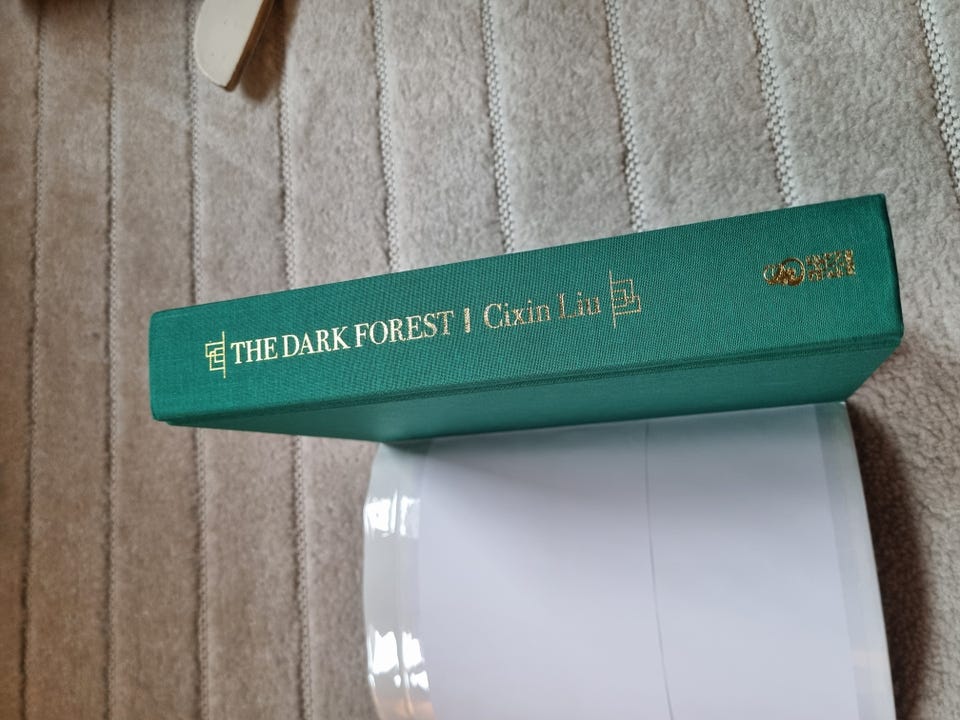 THE DARK FOREST | Cixin Liu